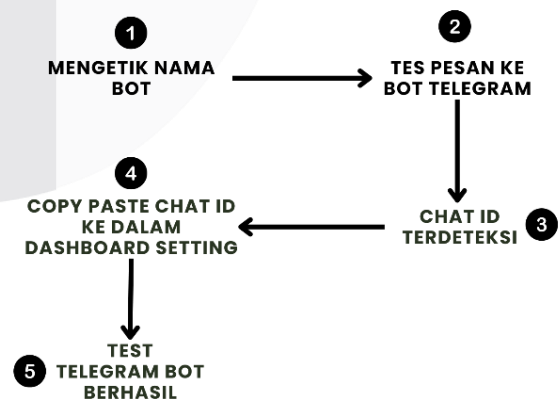 1
MENGETIK NAMA
BOT
2
TES PESAN KE
BOT TELEGRAM
3
CHAT ID
TERDETEKSI
4
COPY PASTE CHAT ID
KE DALAM
DASHBOARD SETTING
5
TEST
TELEGRAM BOT
BERHASIL